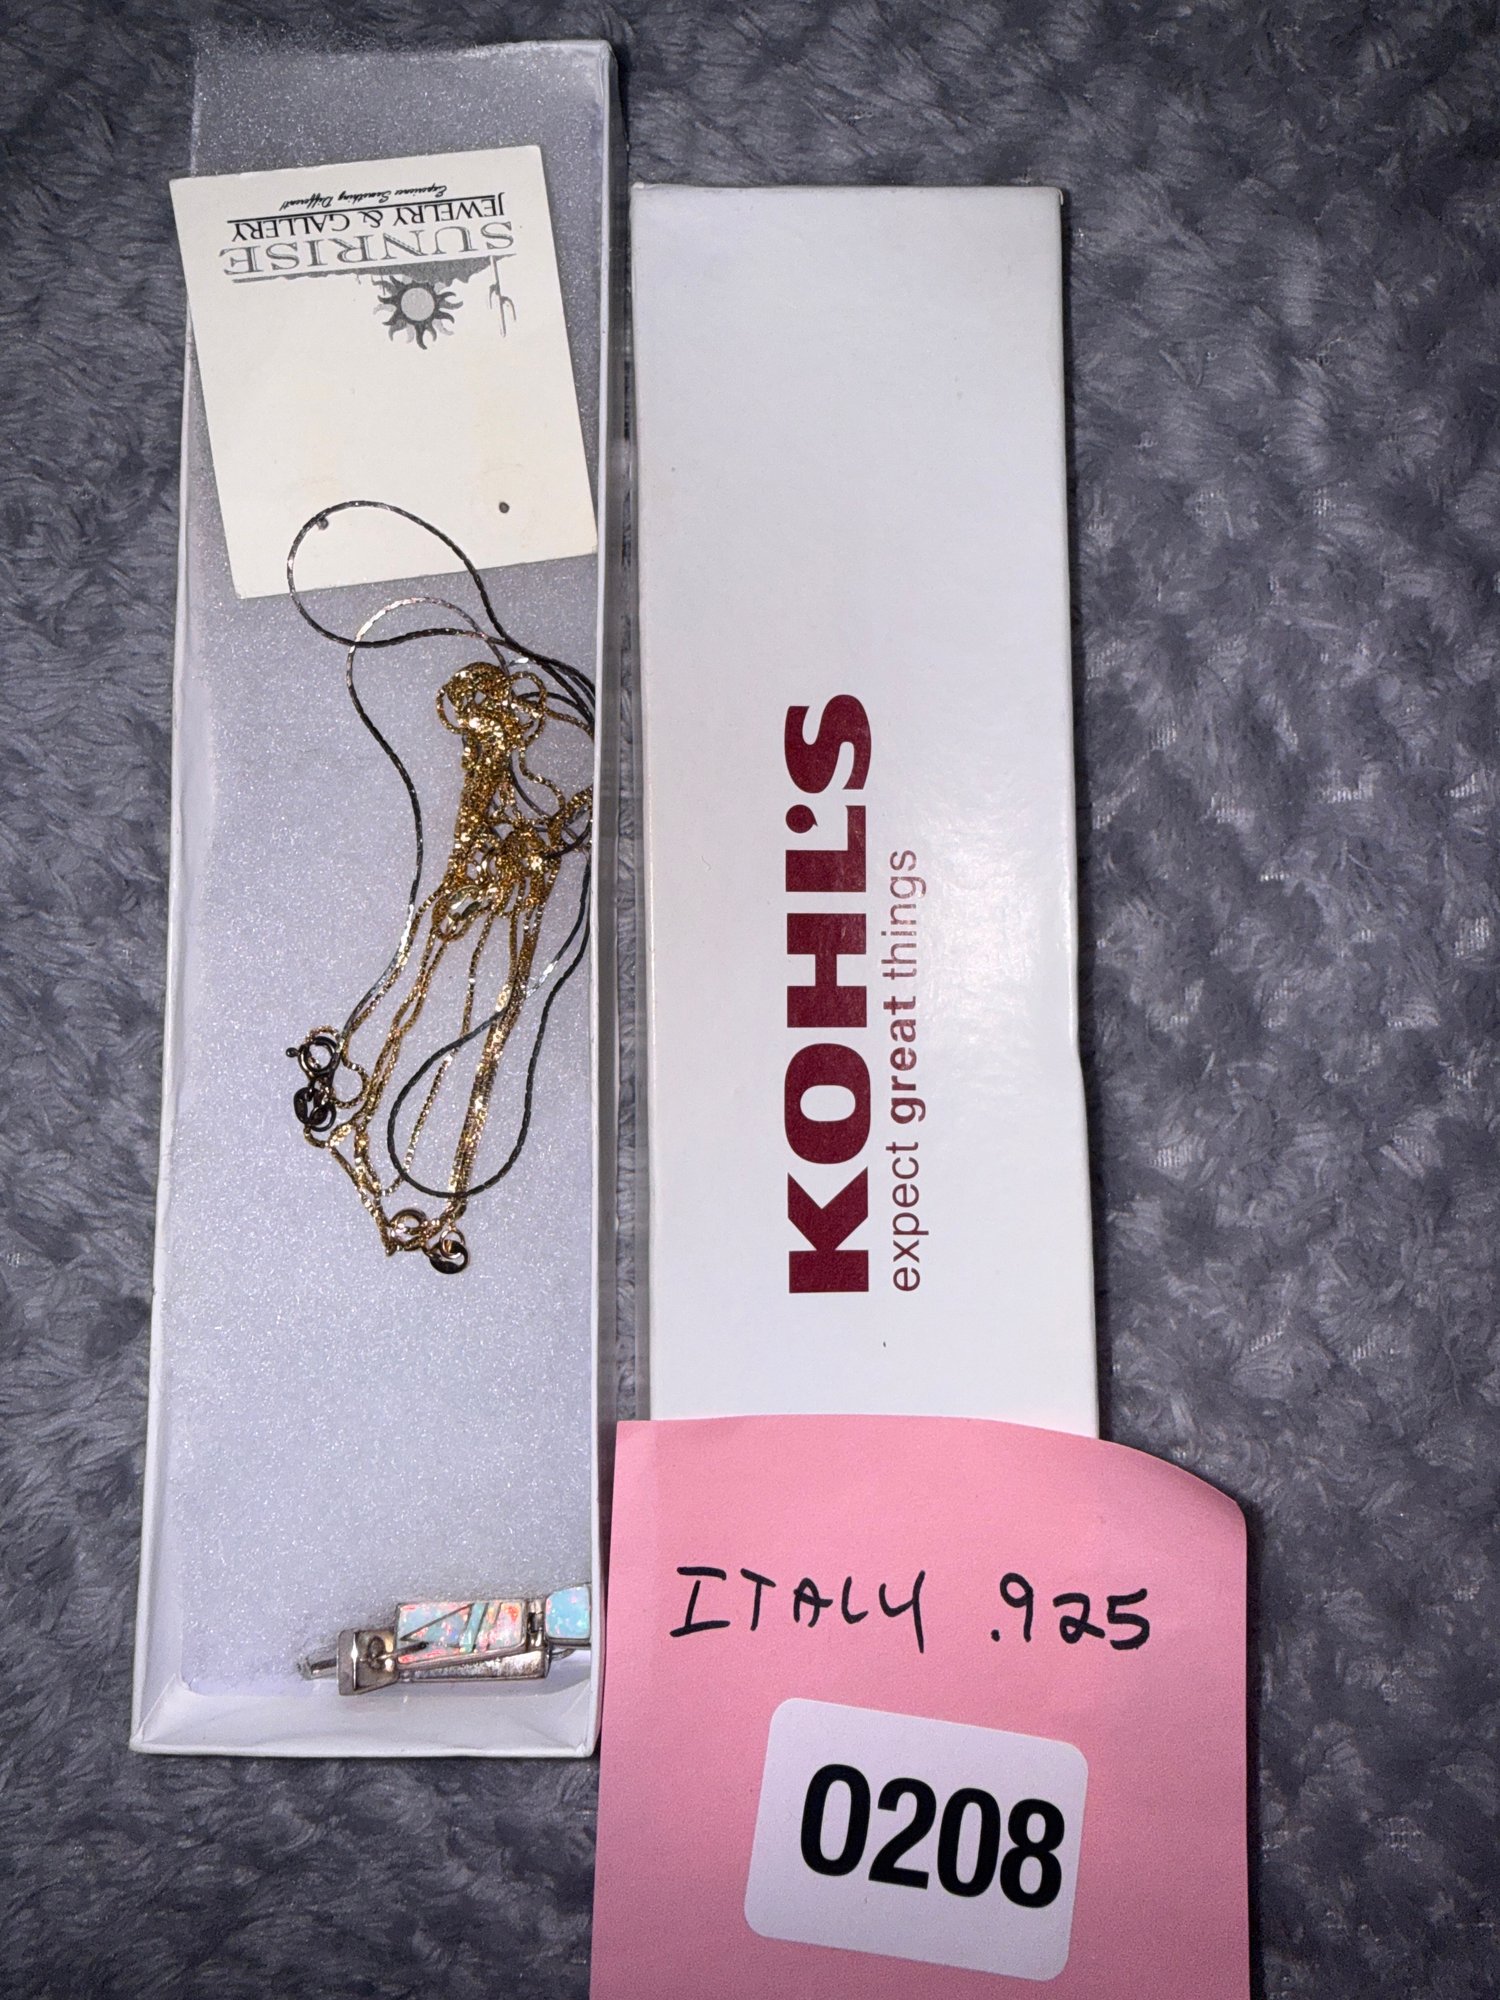 SUNRISE
JEWELRY & GALLERY
Experience Something Different!
KOHL'S
expect great things
ITALY .925
0208